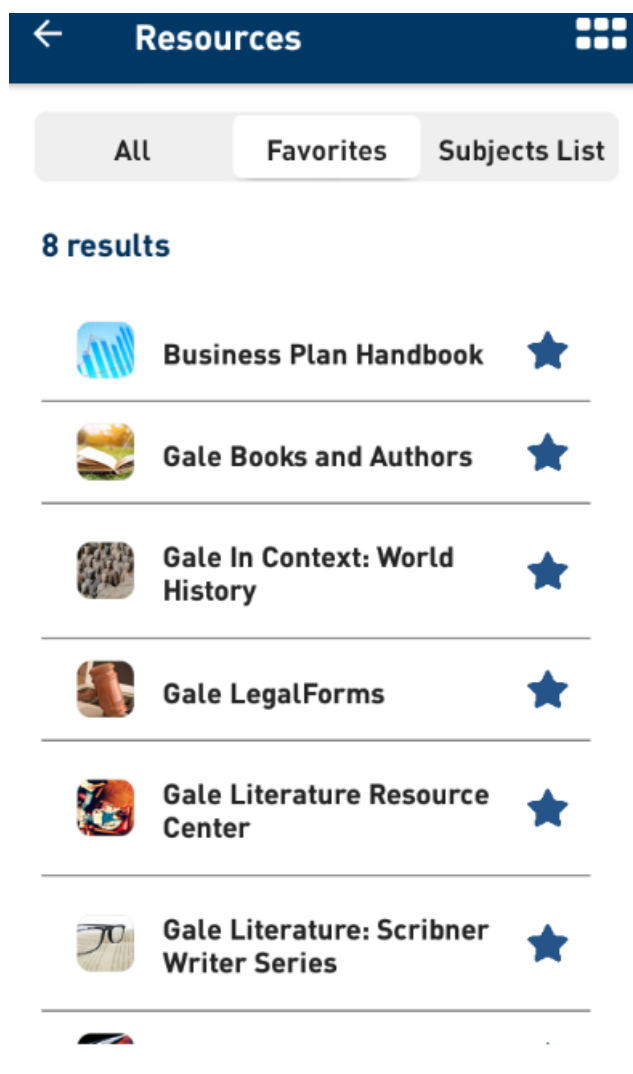 Resources
All Favorites Subjects List
8 results
Business Plan Handbook
Gale Books and Authors
Gale In Context: World
History
Gale LegalForms
Gale Literature Resource
Center
Gale Literature: Scribner
Writer Series